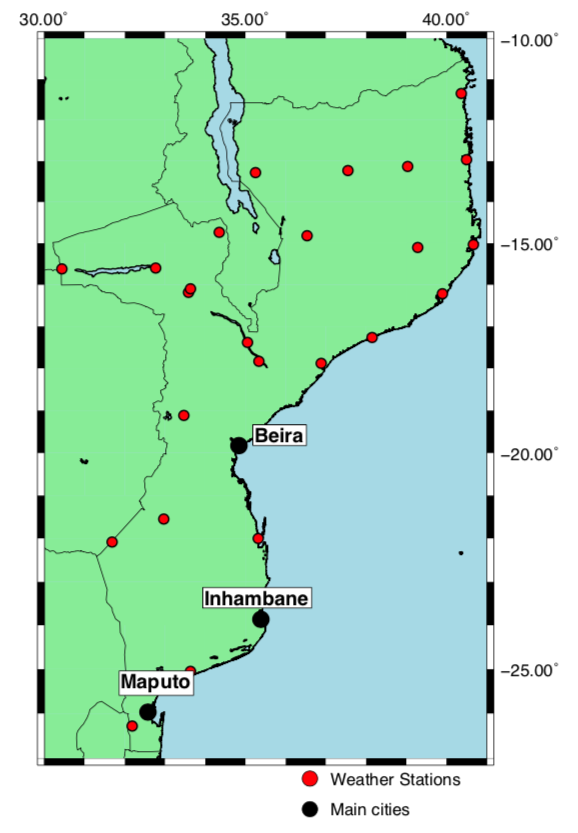 30.00° 35.00° 40.00°
−10.00°
−15.00°
Beira
−20.00°
Inhambane
−25.00°
Maputo
Weather Stations
Main cities